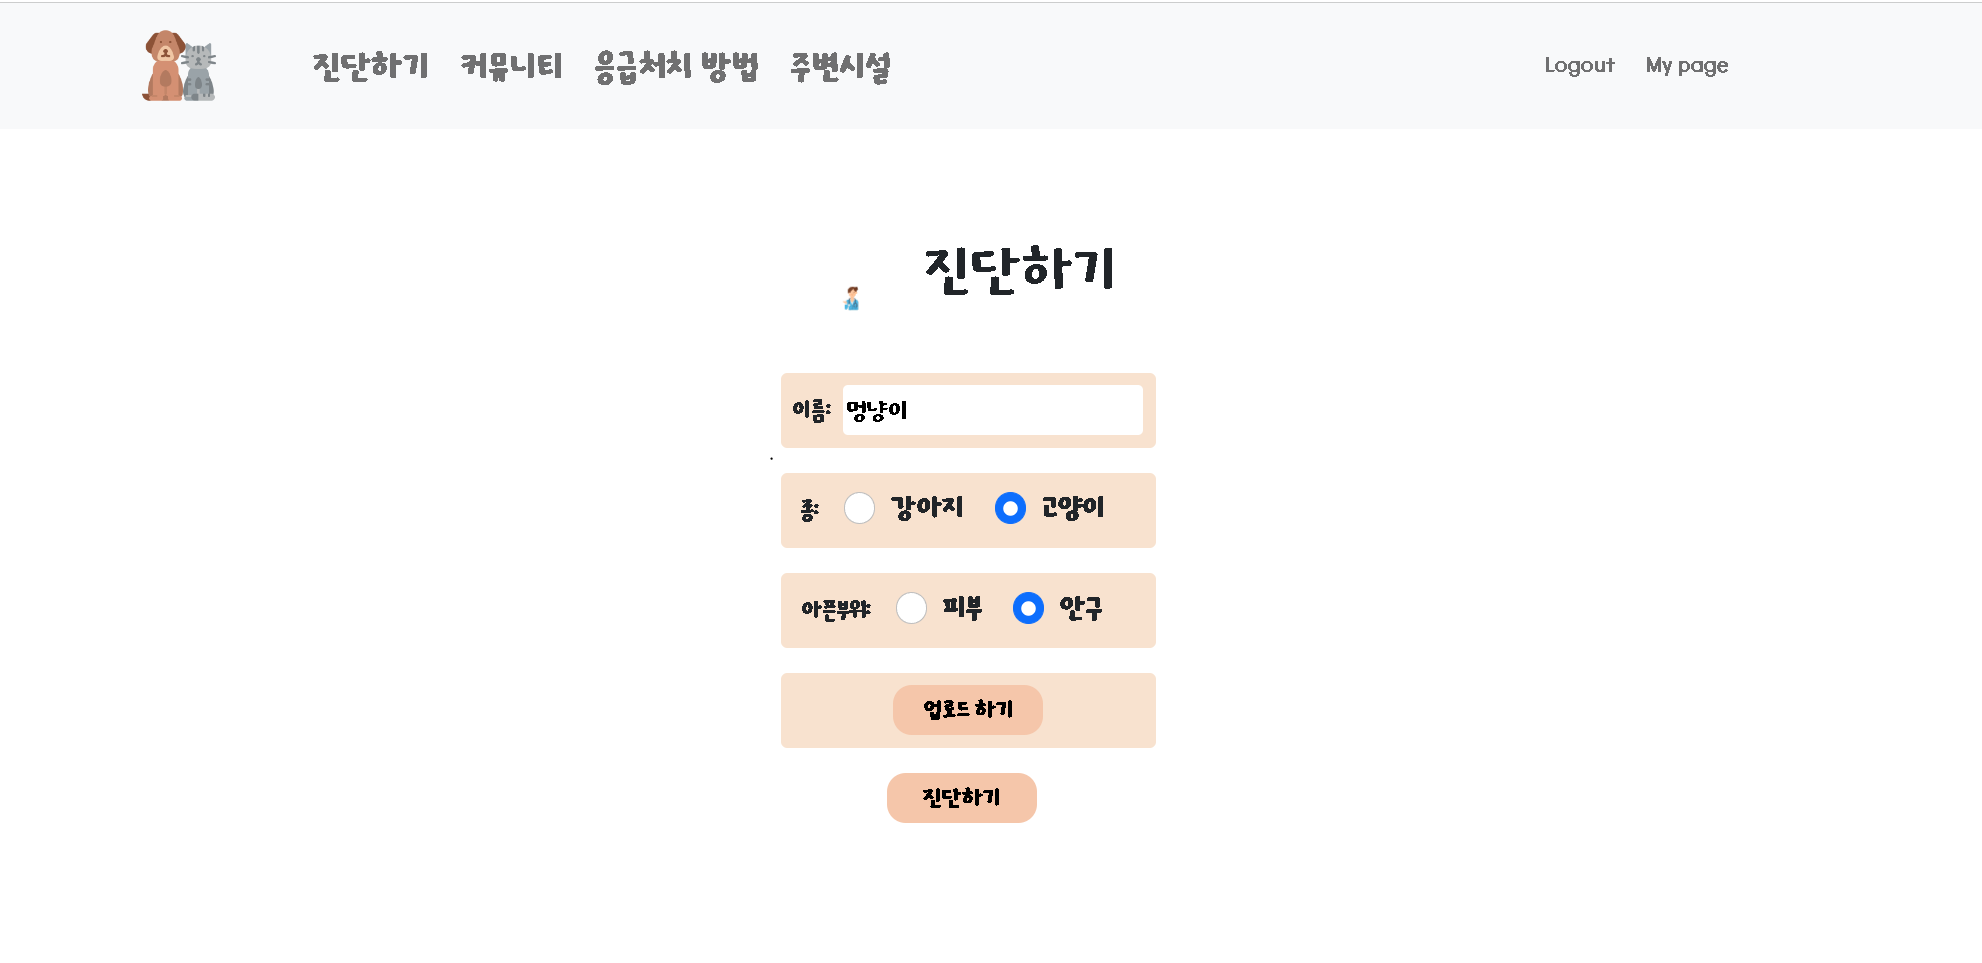 진단하기 커뮤니티 응급처치 방법 주변시설 Logout My page
진단하기
이름: 멍냥이
종: 강아지 고양이
아픈부위: 피부 안구
업로드 하기
진단하기